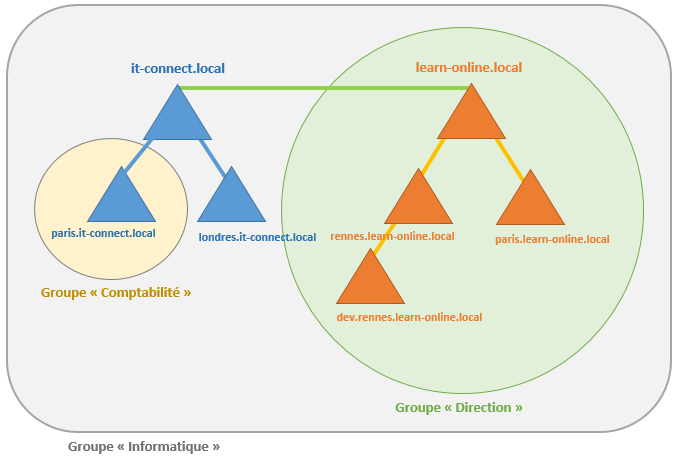 it-connect.local
learn-online.local
paris.it-connect.local
londres.it-connect.local
rennes.learn-online.local
paris.learn-online.local
Groupe « Comptabilité »
dev.rennes.learn-online.local
Groupe « Direction »
Groupe « Informatique »